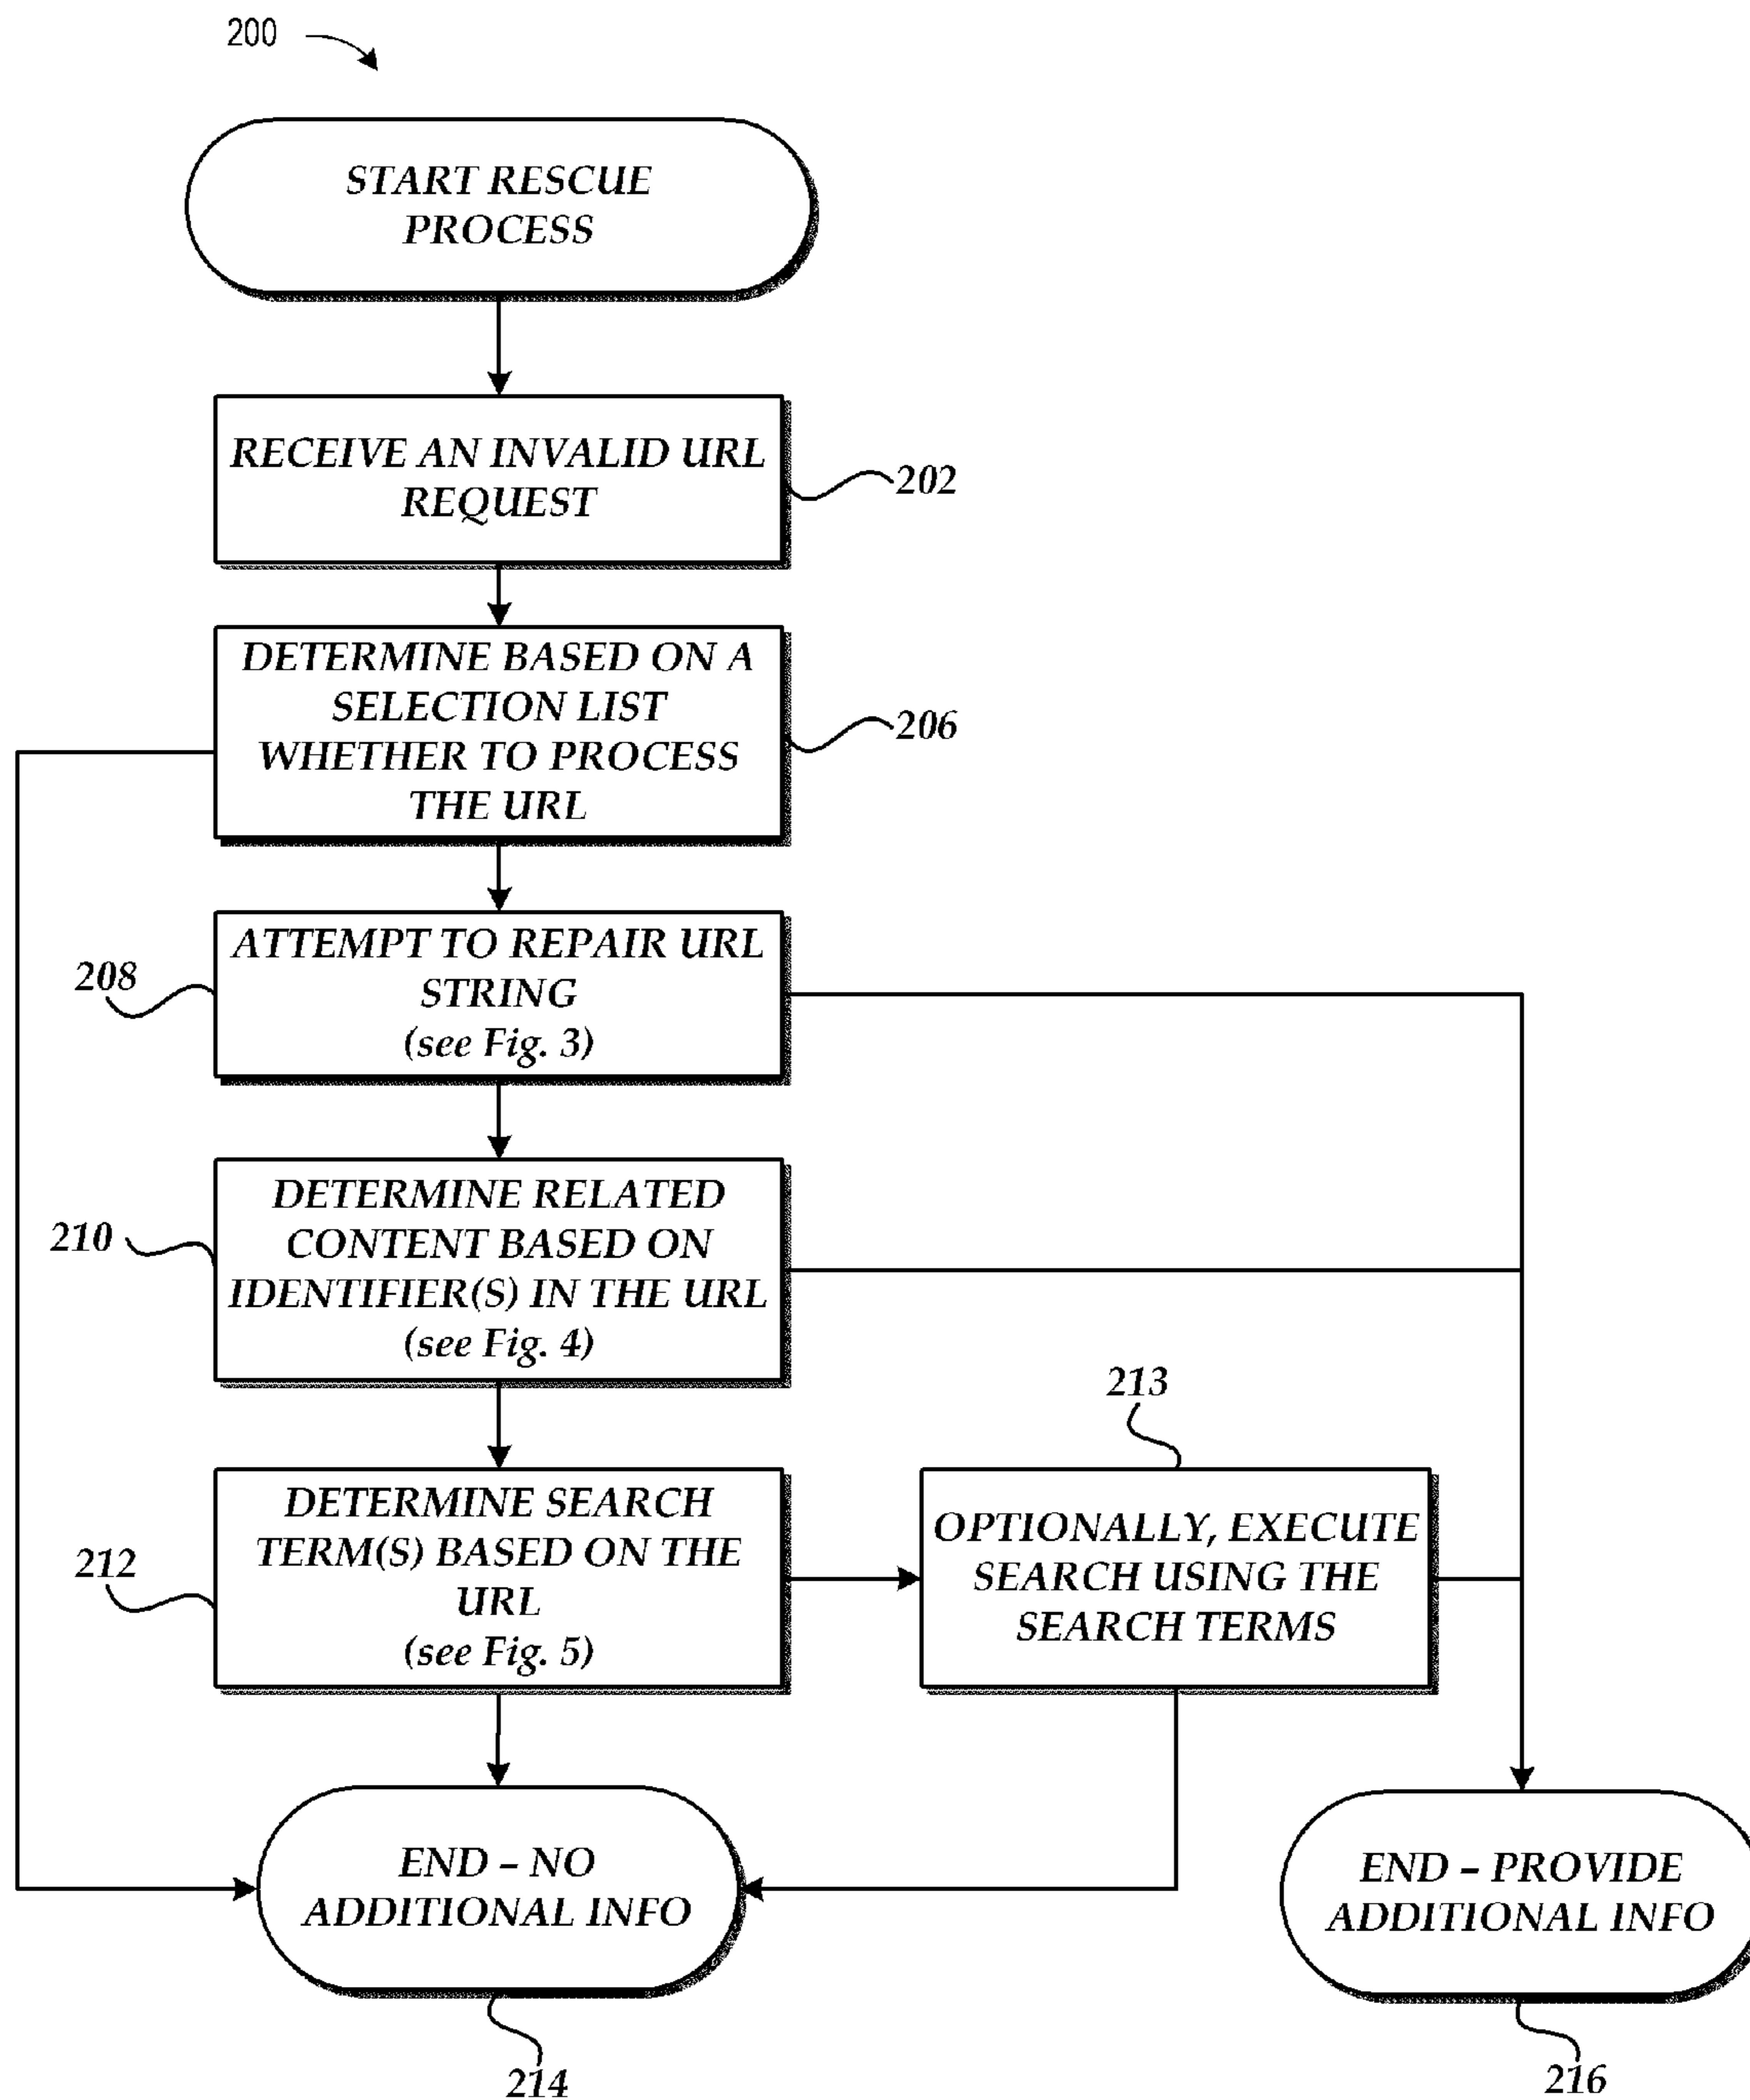 200
START RESCUE
PROCESS
RECEIVE AN INVALID URL
REQUEST
202
DETERMINE BASED ON A
SELECTION LIST
WHETHER TO PROCESS
THE URL
206
ATTEMPT TO REPAIR URL
STRING
(see Fig. 3)
208
DETERMINE RELATED
CONTENT BASED ON
IDENTIFIER(S) IN THE URL
(see Fig. 4)
210
DETERMINE SEARCH
TERM(S) BASED ON THE
URL
(see Fig. 5)
212
213
OPTIONALLY, EXECUTE
SEARCH USING THE
SEARCH TERMS
END – NO
ADDITIONAL INFO
214
END – PROVIDE
ADDITIONAL INFO
216